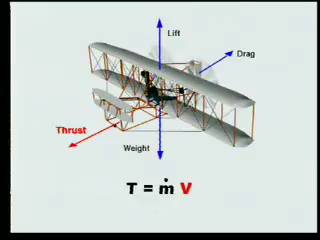 Lift
Drag
Thrust
Weight
T = ṁ V